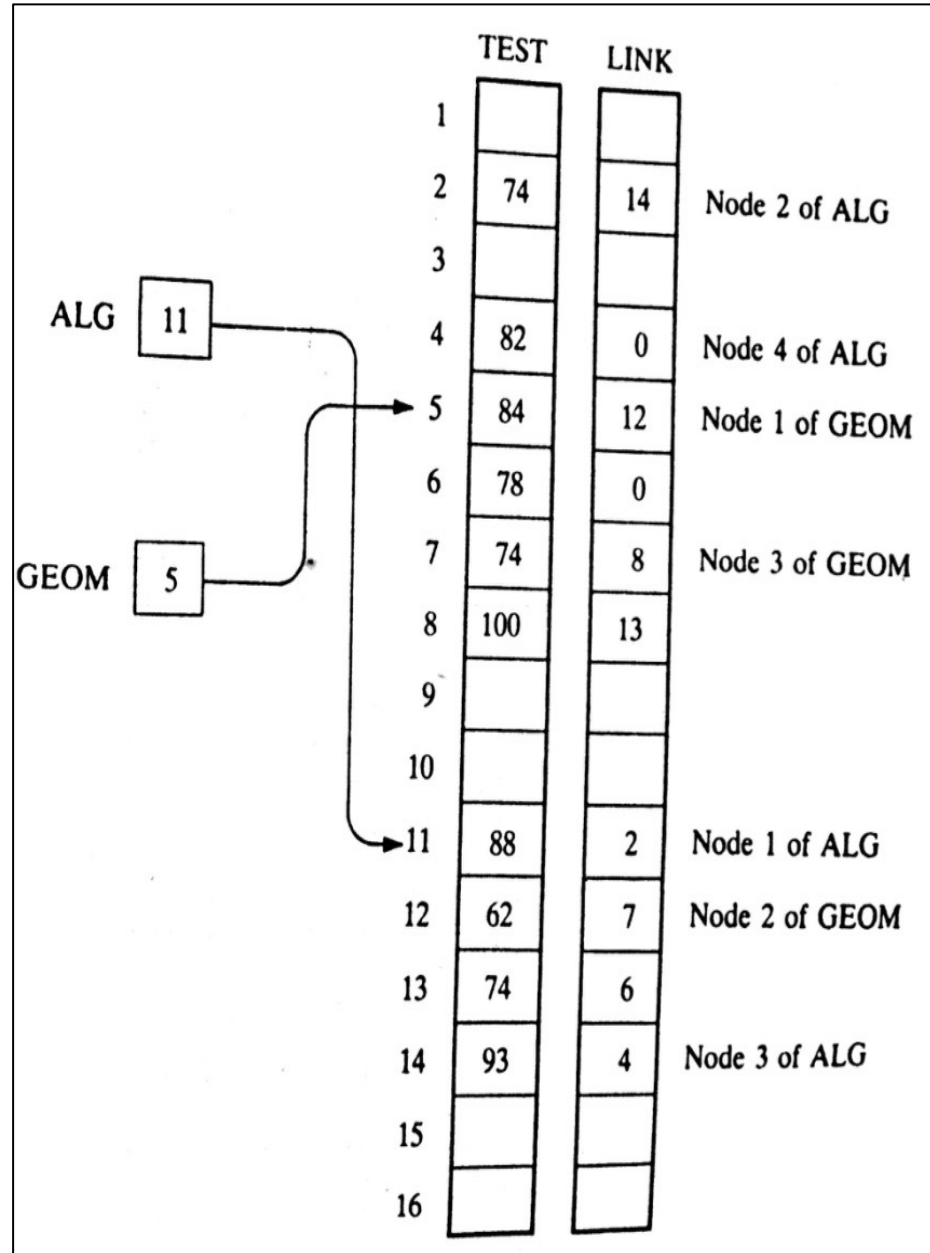 TEST LINK
1
2 74 14 Node 2 of ALG
3
ALG 11
4 82 0 Node 4 of ALG
5 84 12 Node 1 of GEOM
6 78 0
GEOM 5
7 74 8 Node 3 of GEOM
8 100 13
9
10
11 88 2 Node 1 of ALG
12 62 7 Node 2 of GEOM
13 74 6
14 93 4 Node 3 of ALG
15
16